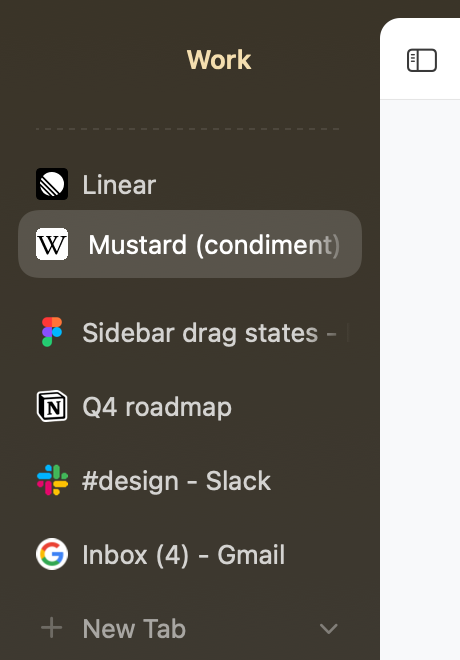 Work
Linear
Mustard (condiment)
Sidebar drag states -
Q4 roadmap
#design - Slack
Inbox (4) - Gmail
New Tab